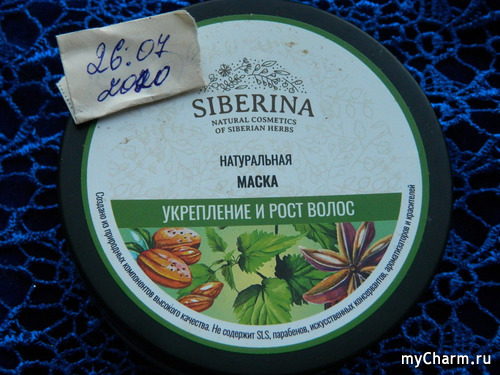 26.07
2020
SIBERINA
NATURAL COSMETICS
OF SIBERIAN HERBS
НАТУРАЛЬНАЯ
МАСКА
УКРЕПЛЕНИЕ И РОСТ ВОЛОС
Создано из природных компонентов высокого качества. Не содержит SLS, парабенов, искусственных консервантов, ароматизаторов и красителей
myCharm.ru